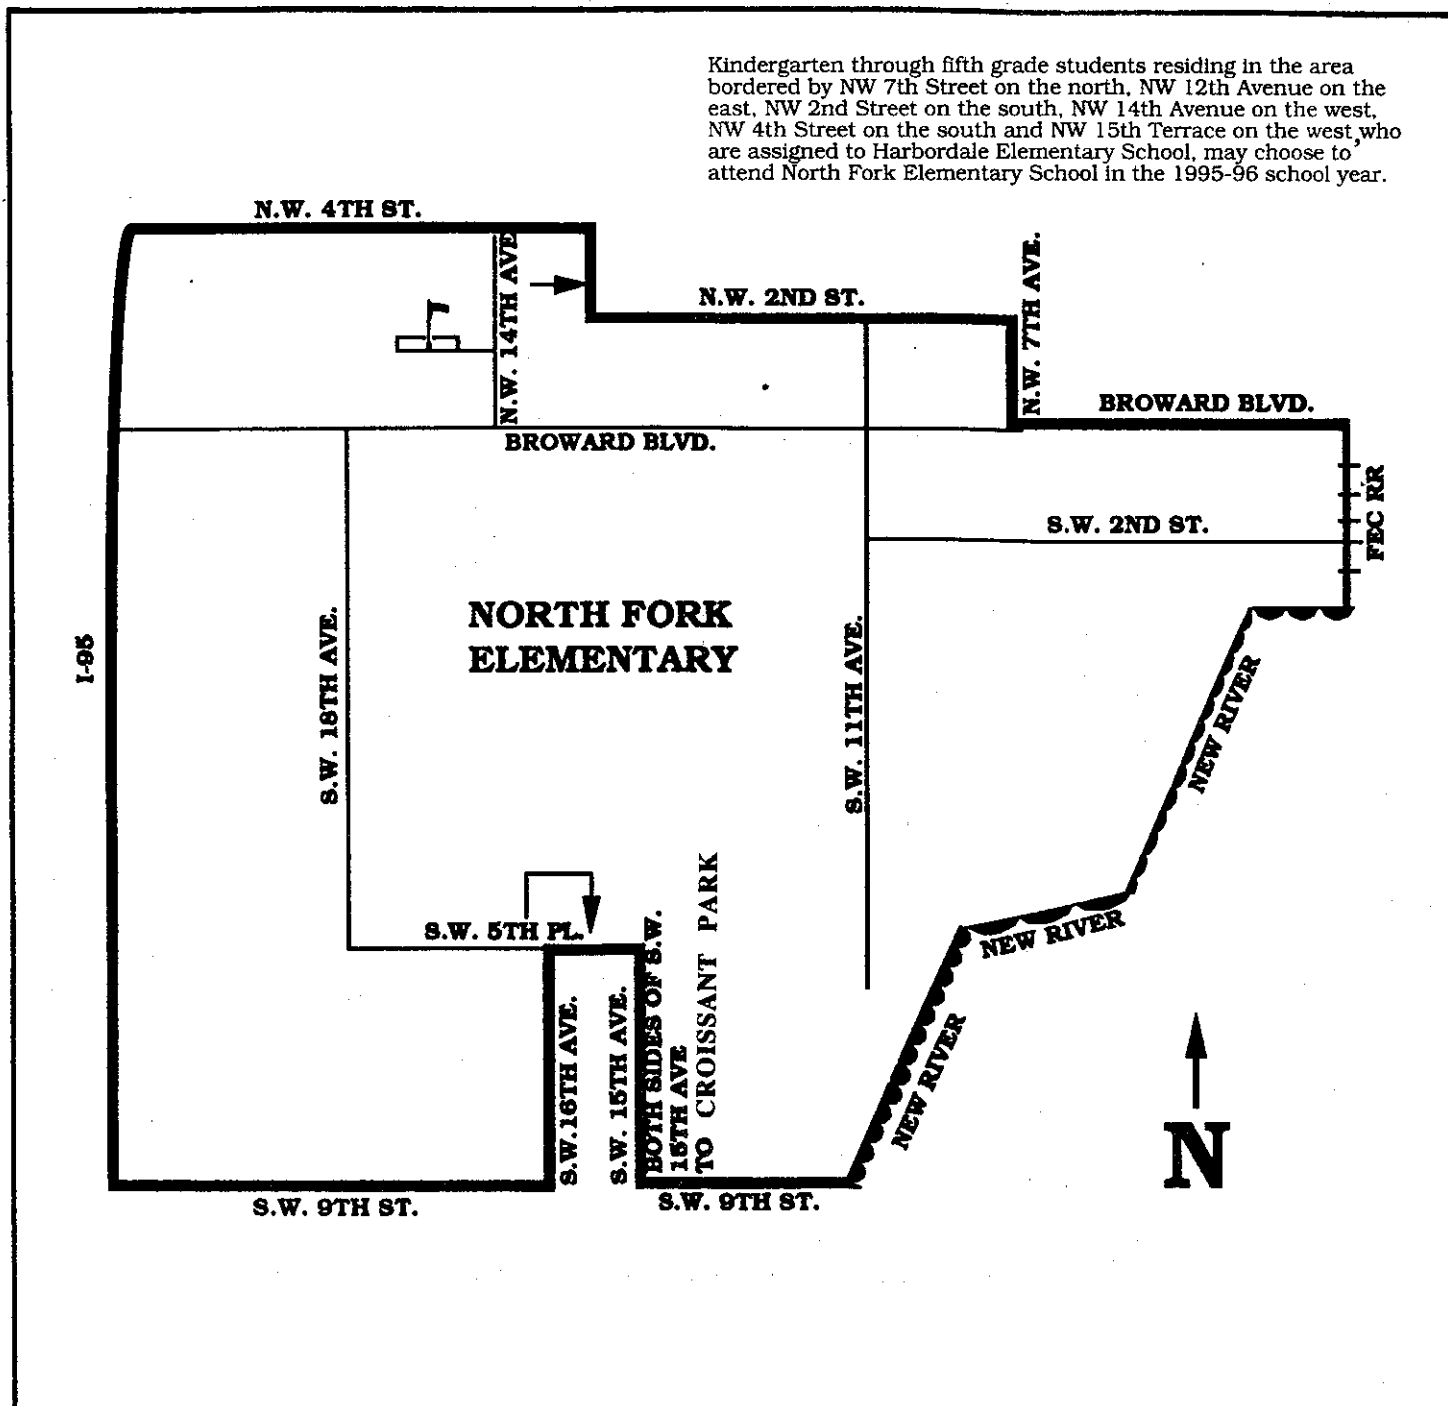 Kindergarten through fifth grade students residing in the area
bordered by NW 7th Street on the north, NW 12th Avenue on the
east, NW 2nd Street on the south, NW 14th Avenue on the west,
NW 4th Street on the south and NW 15th Terrace on the west, who
are assigned to Harbordale Elementary School, may choose to
attend North Fork Elementary School in the 1995-96 school year.
N.W. 4TH ST.
N.W. 14TH AVE
N.W. 2ND ST.
N.W. 7TH AVE.
BROWARD BLVD.
BROWARD BLVD.
FEC RR
S.W. 2ND ST.
NORTH FORK
ELEMENTARY
I-95
S.W. 18TH AVE.
S.W. 11TH AVE.
NEW RIVER
S.W. 5TH PL.
NEW RIVER
S.W.16TH AVE.
S.W. 15TH AVE.
BOTH SIDES OF S.W.
15TH AVE
TO CROISSANT PARK
NEW RIVER
N
S.W. 9TH ST.
S.W. 9TH ST.